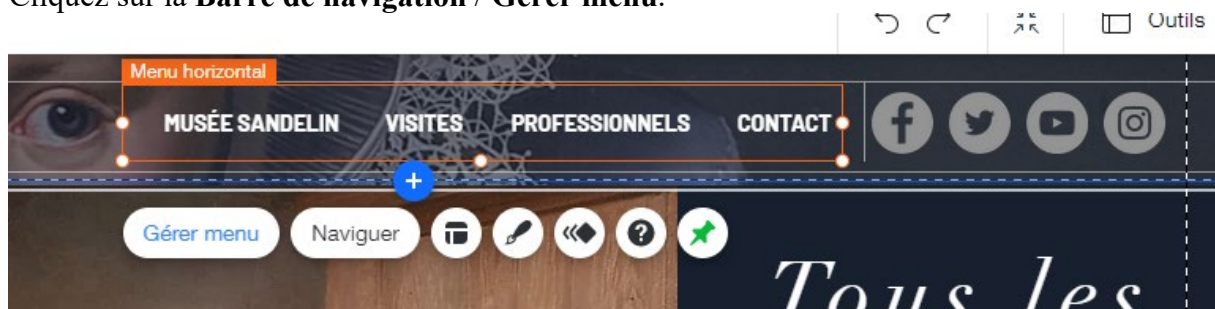 Cliquez sur la Barre de navigation / Gérer menu.
Outils
Menu horizontal
MUSÉE SANDELIN VISITES PROFESSIONNELS CONTACT
Gérer menu Naviguer
Tous les